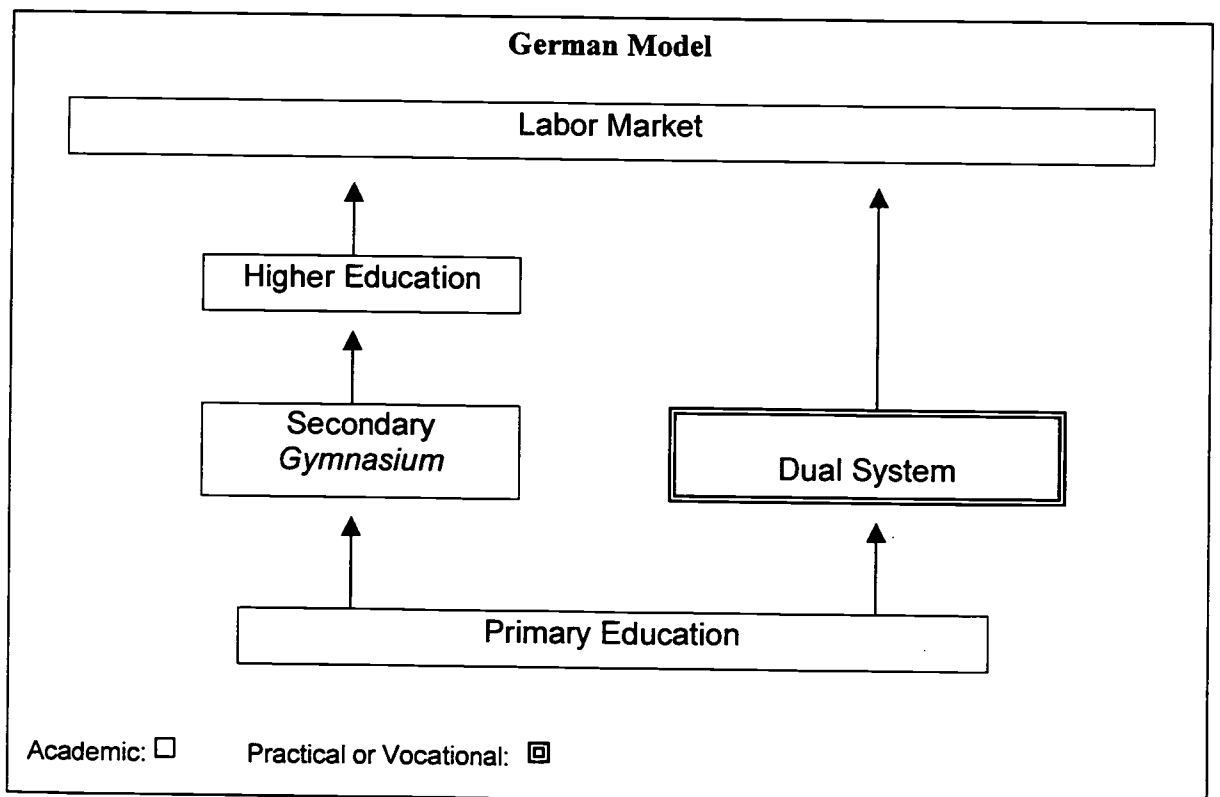 German Model
Labor Market
Higher Education
Secondary
Gymnasium
Dual System
Primary Education
Academic:
Practical or Vocational: